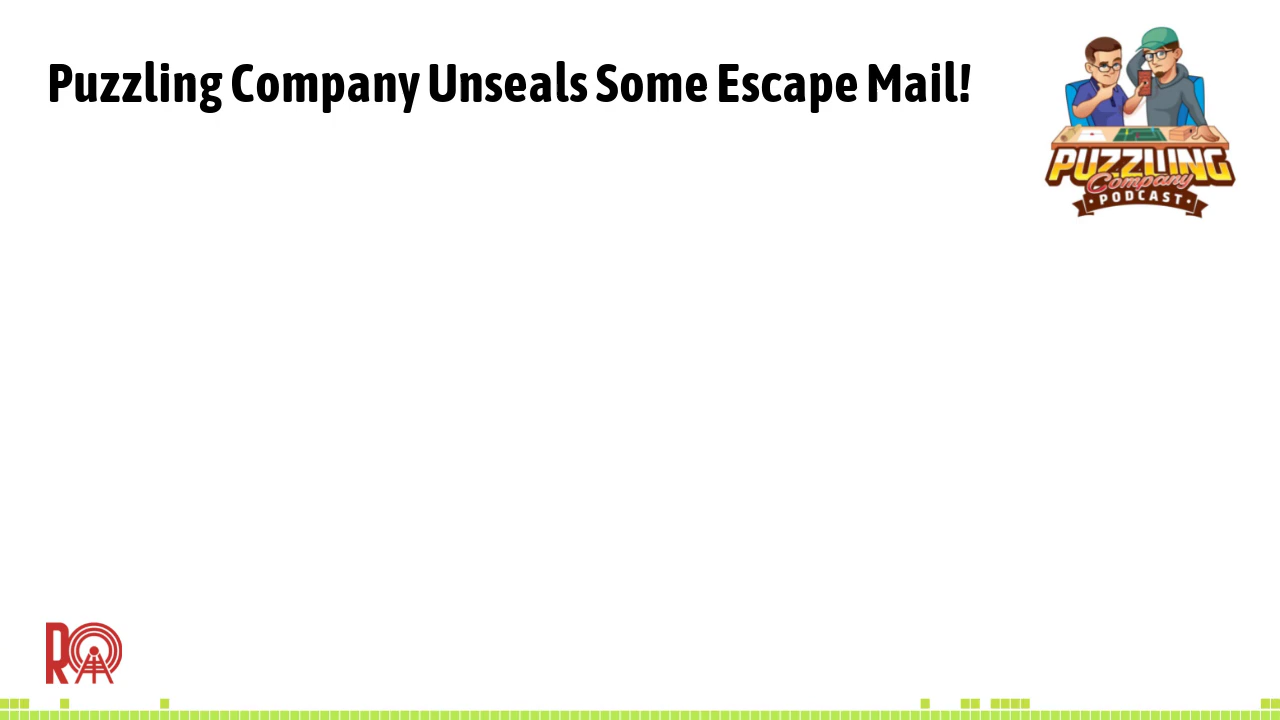 Puzzling Company Unseals Some Escape Mail!
PUZZLING
Company
PODCAST
R